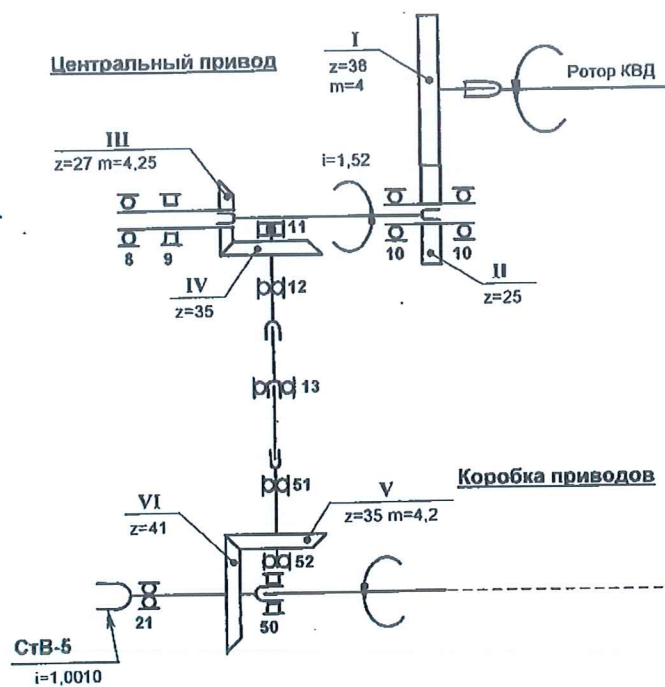 Центральный привод
I
z=38
m=4
Ротор КВД
III
z=27 m=4,25
i=1,52
11
8
9
10
10
II
z=25
IV
z=35
12
13
51
Коробка приводов
V
z=35 m=4,2
VI
z=41
52
21
50
СтВ-5
i=1,0010